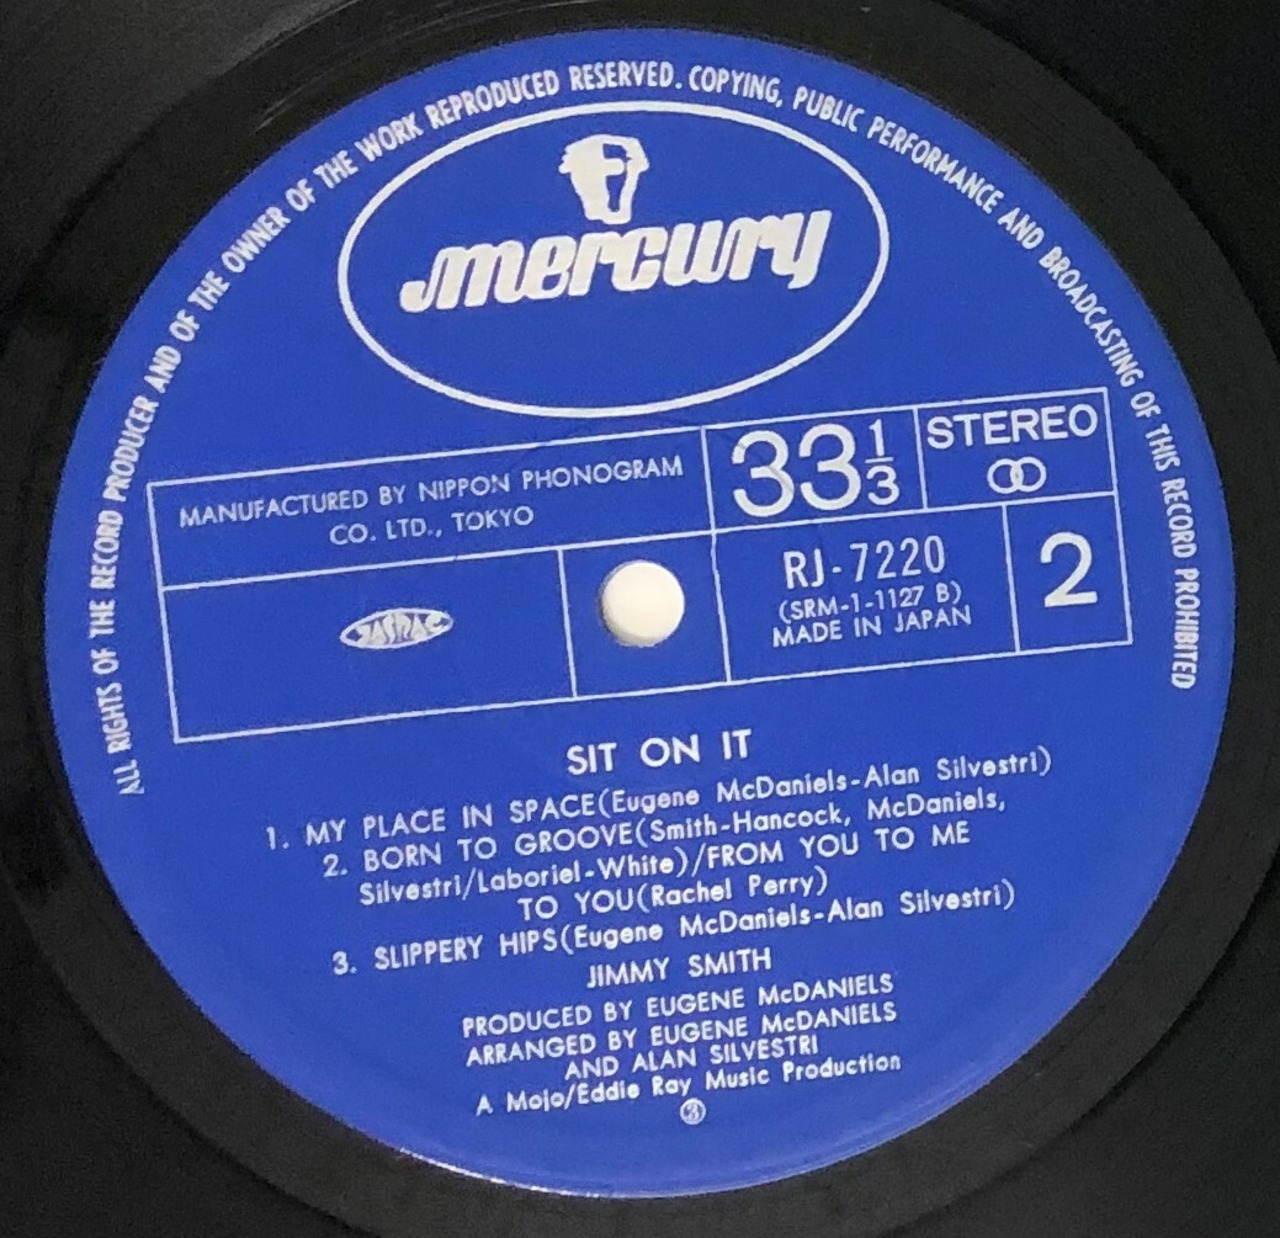 ALL RIGHTS OF THE RECORD PRODUCER AND OF THE OWNER OF THE WORK REPRODUCED RESERVED. COPYING, PUBLIC PERFORMANCE AND BROADCASTING OF THIS RECORD PROHIBITED
mercury
MANUFACTURED BY NIPPON PHONOGRAM
CO. LTD., TOKYO
33 1/3
STEREO
JASRAC
RJ-7220
(SRM-1-1127 B)
MADE IN JAPAN
2
SIT ON IT
1. MY PLACE IN SPACE(Eugene McDaniels-Alan Silvestri)
2. BORN TO GROOVE(Smith-Hancock, McDaniels,
Silvestri/Laboriel-White)/FROM YOU TO ME
TO YOU(Rachel Perry)
3. SLIPPERY HIPS(Eugene McDaniels-Alan Silvestri)
JIMMY SMITH
PRODUCED BY EUGENE McDANIELS
ARRANGED BY EUGENE McDANIELS
AND ALAN SILVESTRI
A Mojo/Eddie Ray Music Production
③